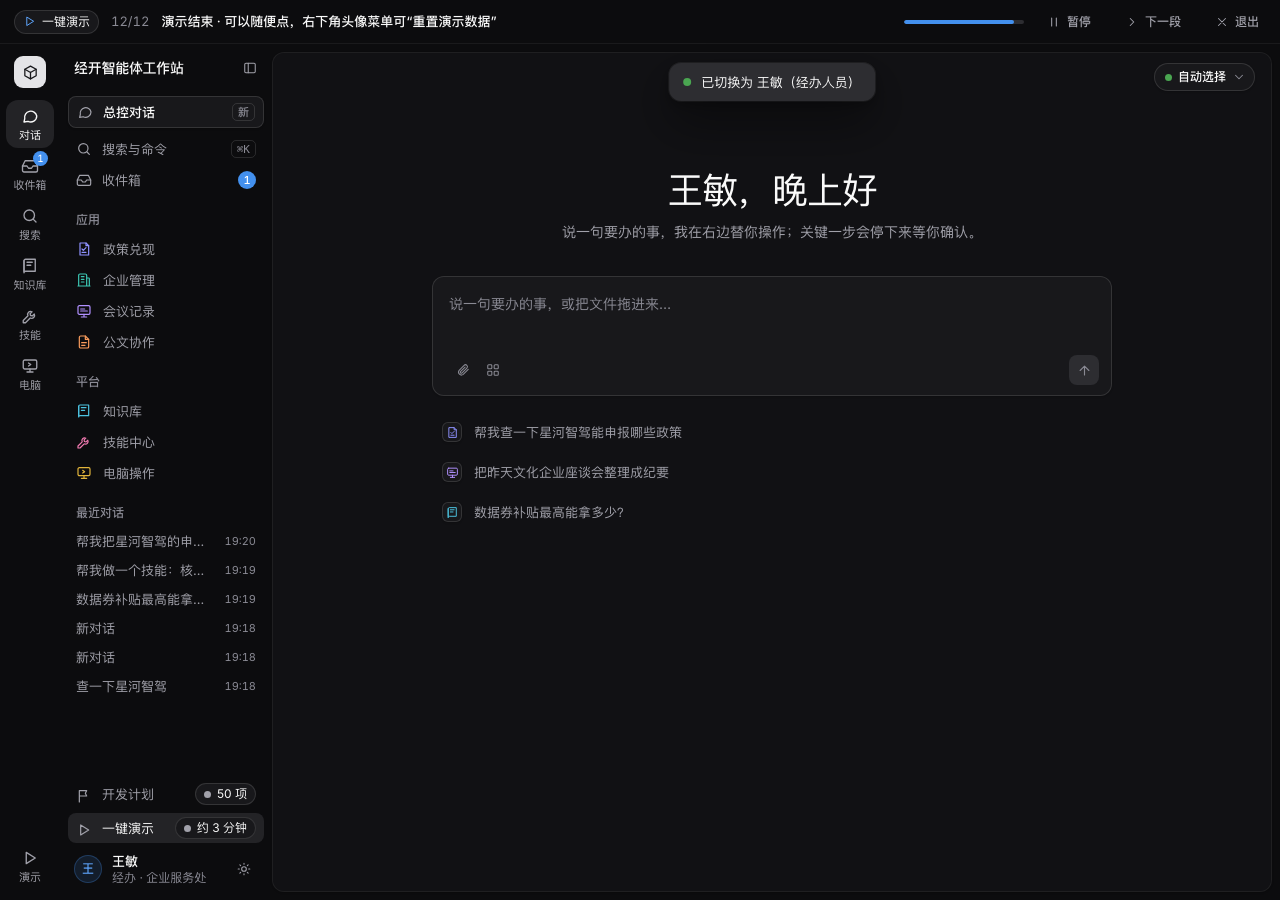 一键演示 12/12 演示结束 · 可以随便点，右下角头像菜单可“重置演示数据” 暂停 下一段 退出
对话
1
收件箱
搜索
知识库
技能
电脑
演示
经开智能体工作站
总控对话 新
搜索与命令 ⌘K
收件箱 1
应用
政策兑现
企业管理
会议记录
公文协作
平台
知识库
技能中心
电脑操作
最近对话
帮我把星河智驾的申... 19:20
帮我做一个技能：核... 19:19
数据券补贴最高能拿... 19:19
新对话 19:18
新对话 19:18
查一下星河智驾 19:18
开发计划 50 项
一键演示 约 3 分钟
王 王敏
经办 · 企业服务处
已切换为 王敏（经办人员）
自动选择
王敏，晚上好
说一句要办的事，我在右边替你操作；关键一步会停下来等你确认。
说一句要办的事，或把文件拖进来...
帮我查一下星河智驾能申报哪些政策
把昨天文化企业座谈会整理成纪要
数据券补贴最高能拿多少?